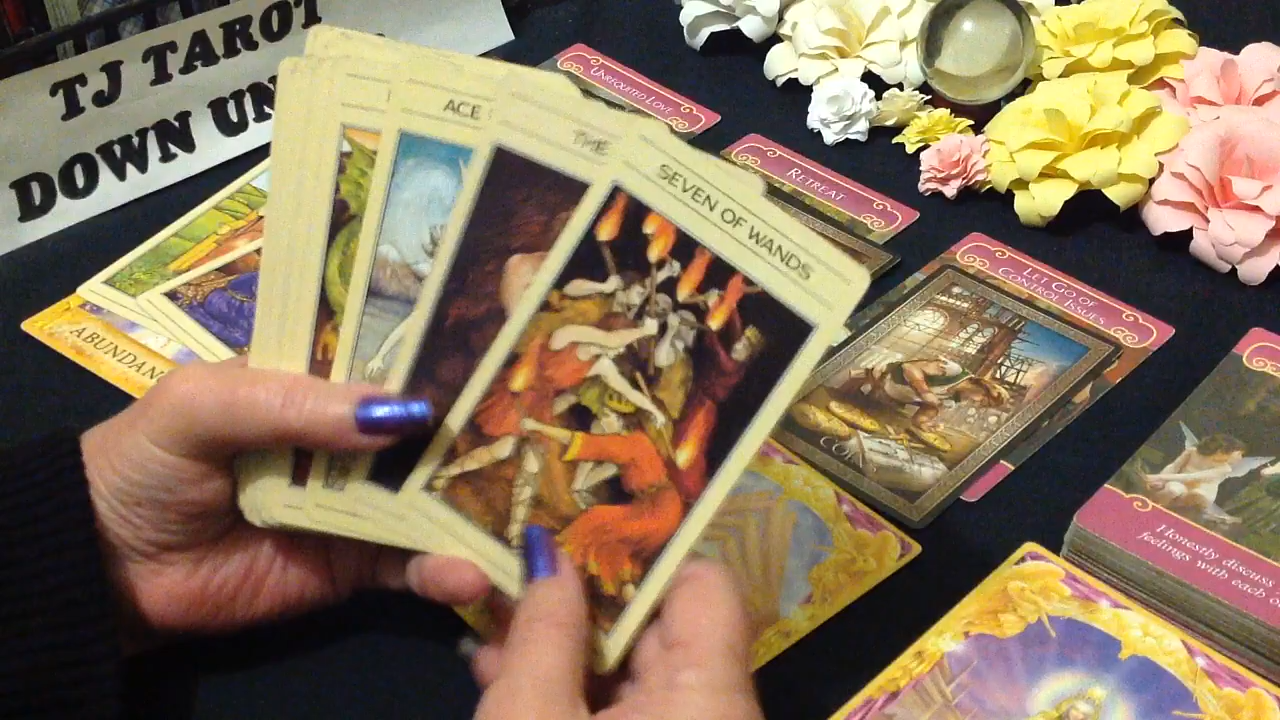 TJ TAROT
DOWN UN
ACE
THE
SEVEN OF WANDS
UNREQUITED LOVE
RETREAT
LET GO OF
CONTROL ISSUES
ABUNDAN
Honestly discuss
feelings with each o